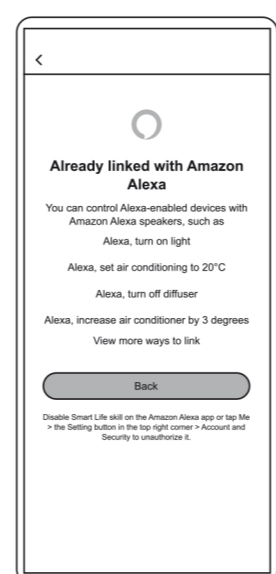 Already linked with Amazon
Alexa
You can control Alexa-enabled devices with
Amazon Alexa speakers, such as
Alexa, turn on light
Alexa, set air conditioning to 20°C
Alexa, turn off diffuser
Alexa, increase air conditioner by 3 degrees
View more ways to link
Back
Disable Smart Life skill on the Amazon Alexa app or tap Me
> the Setting button in the top right corner > Account and
Security to unauthorize it.